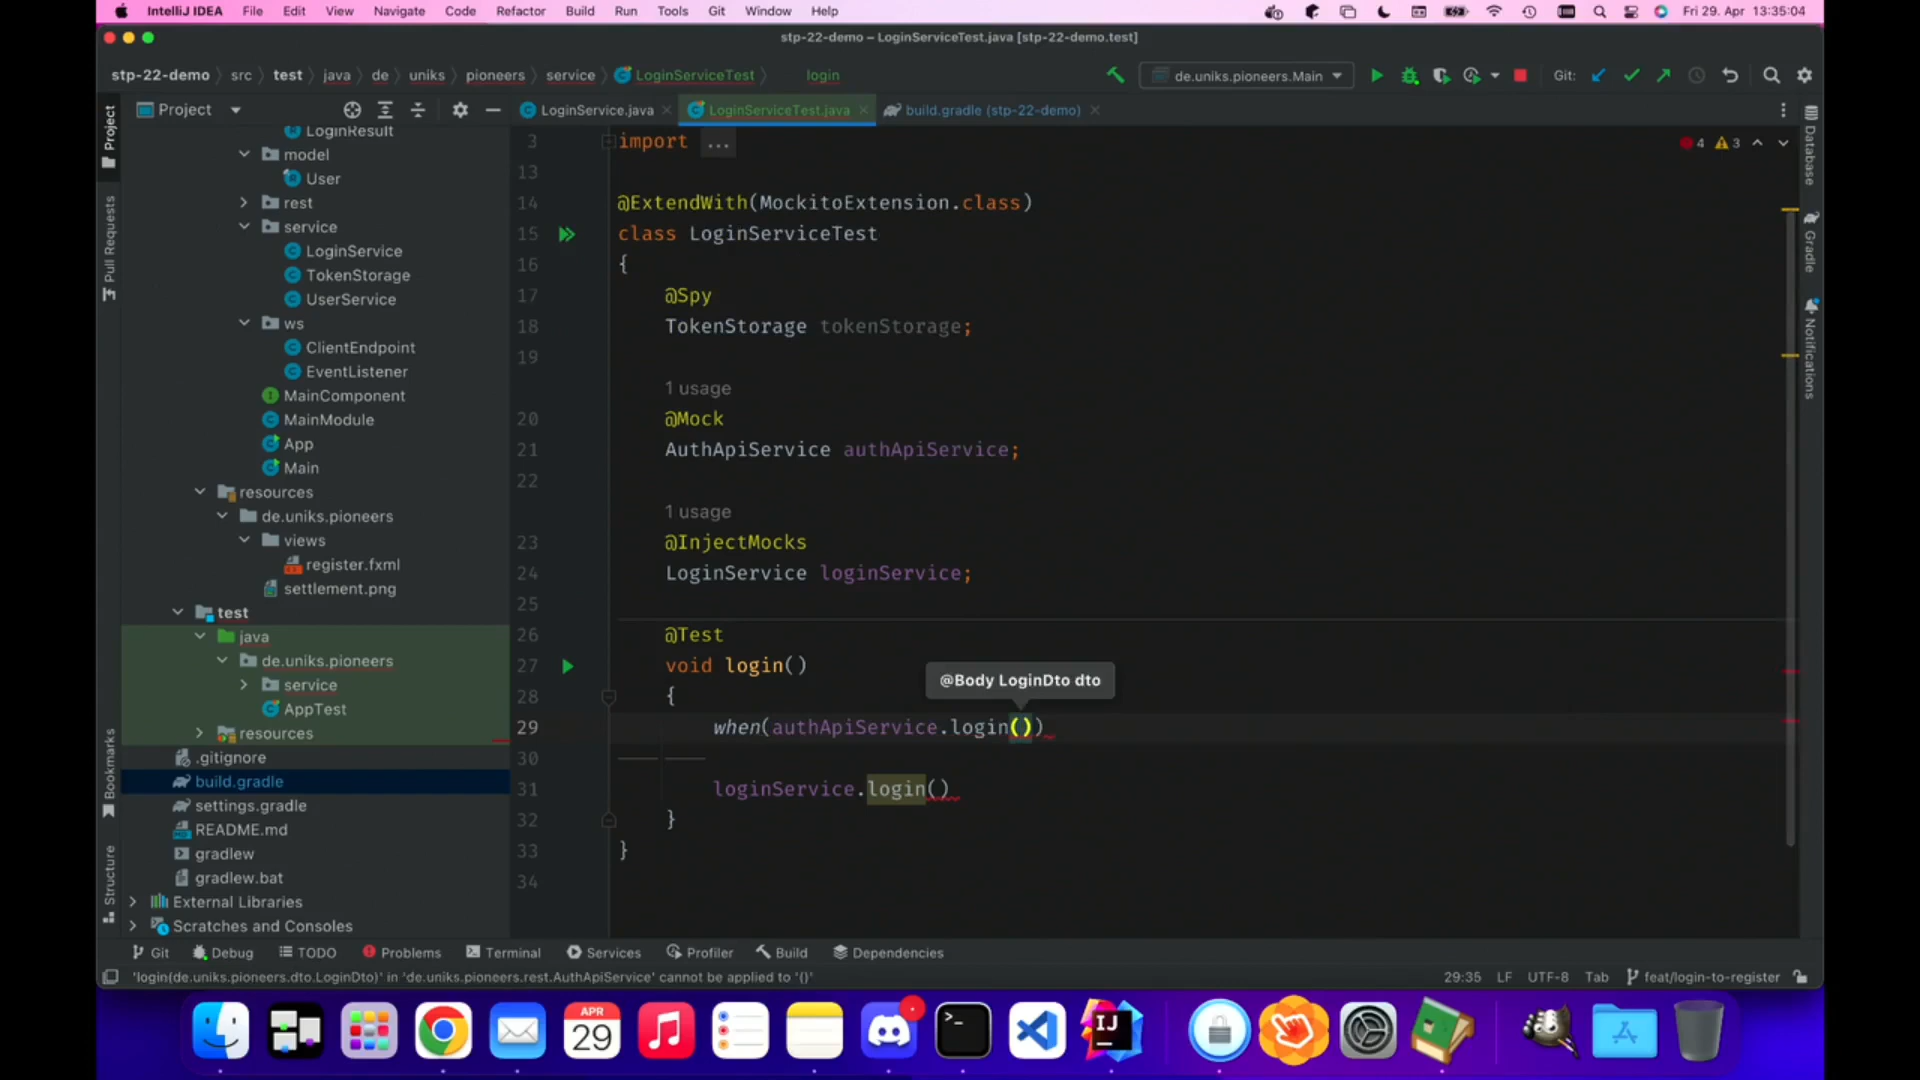 IntelliJ IDEA File Edit View Navigate Code Refactor Build Run Tools Git Window Help Fri 29. Apr 13:35:04
stp-22-demo – LoginServiceTest.java [stp-22-demo.test]
stp-22-demo src test java de uniks pioneers service LoginServiceTest login de.uniks.pioneers.Main Git:
Project LoginService.java LoginServiceTest.java build.gradle (stp-22-demo)
Project
Pull Requests
Bookmarks
Structure
LoginResult
model
User
rest
service
LoginService
TokenStorage
UserService
ws
ClientEndpoint
EventListener
MainComponent
MainModule
App
Main
resources
de.uniks.pioneers
views
register.fxml
settlement.png
test
java
de.uniks.pioneers
service
AppTest
resources
.gitignore
build.gradle
settings.gradle
README.md
gradlew
gradlew.bat
External Libraries
Scratches and Consoles
4 3
3 import ...
13
14 @ExtendWith(MockitoExtension.class)
15 class LoginServiceTest
16 {
17 @Spy
18 TokenStorage tokenStorage;
19
1 usage
20 @Mock
21 AuthApiService authApiService;
22
1 usage
23 @InjectMocks
24 LoginService loginService;
25
26 @Test
27 void login()
@Body LoginDto dto
28 {
29 when(authApiService.login())
30
31 loginService.login()
32 }
33 }
34
Database
Gradle
Notifications
Git Debug TODO Problems Terminal Services Profiler Build Dependencies
'login(de.uniks.pioneers.dto.LoginDto)' in 'de.uniks.pioneers.rest.AuthApiService' cannot be applied to '()' 29:35 LF UTF-8 Tab feat/login-to-register
APR
29
IJ